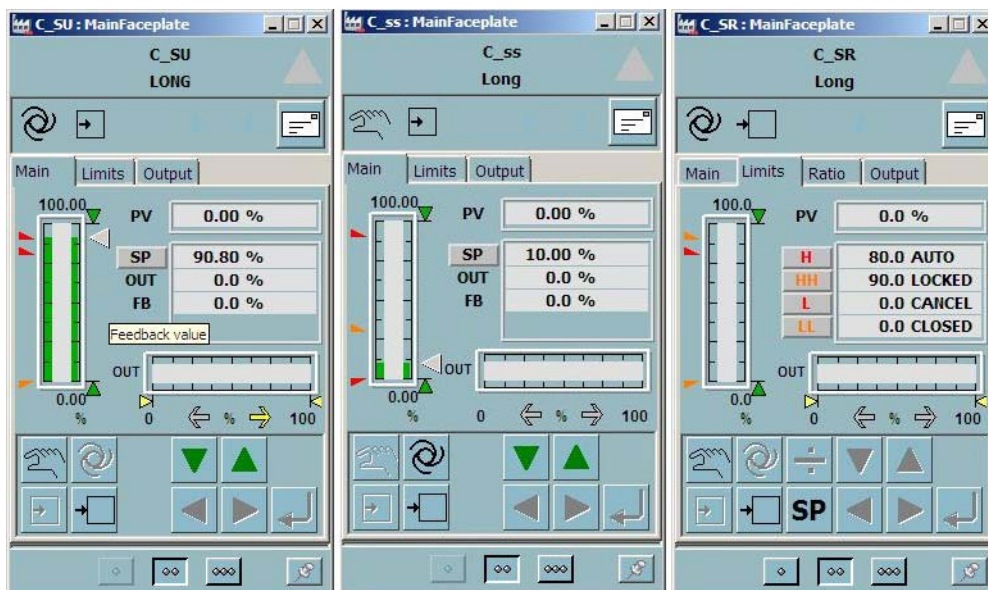 C_SU : MainFaceplate
C_SU
LONG
Main Limits Output
100.00
PV 0.00 %
SP 90.80 %
OUT 0.0 %
FB 0.0 %
Feedback value
OUT
0.00
% 0 % 100
C_ss : MainFaceplate
C_ss
Long
Main Limits Output
100.00
PV 0.00 %
SP 10.00 %
OUT 0.0 %
FB 0.0 %
OUT
0.00
% 0 % 100
C_SR : MainFaceplate
C_SR
Long
Main Limits Ratio Output
100.0
PV 0.0 %
H 80.0 AUTO
HH 90.0 LOCKED
L 0.0 CANCEL
LL 0.0 CLOSED
OUT
0.0
% 0 % 100
SP